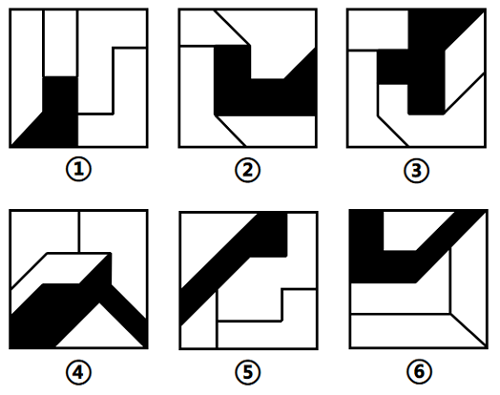 ① ② ③
④ ⑤ ⑥